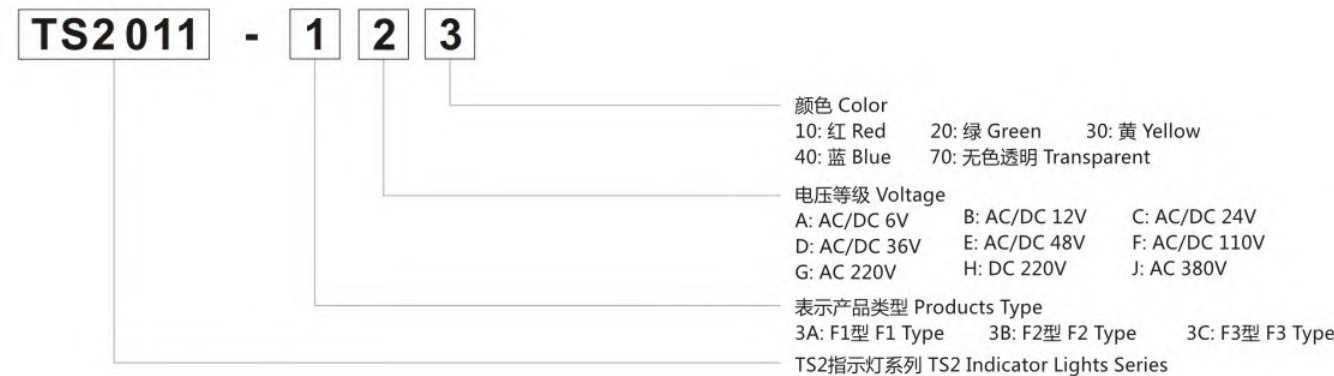 TS2011 - 1 2 3
颜色 Color
10: 红 Red 20: 绿 Green 30: 黄 Yellow
40: 蓝 Blue 70: 无色透明 Transparent
电压等级 Voltage
A: AC/DC 6V B: AC/DC 12V C: AC/DC 24V
D: AC/DC 36V E: AC/DC 48V F: AC/DC 110V
G: AC 220V H: DC 220V J: AC 380V
表示产品类型 Products Type
3A: F1型 F1 Type 3B: F2型 F2 Type 3C: F3型 F3 Type
TS2指示灯系列 TS2 Indicator Lights Series